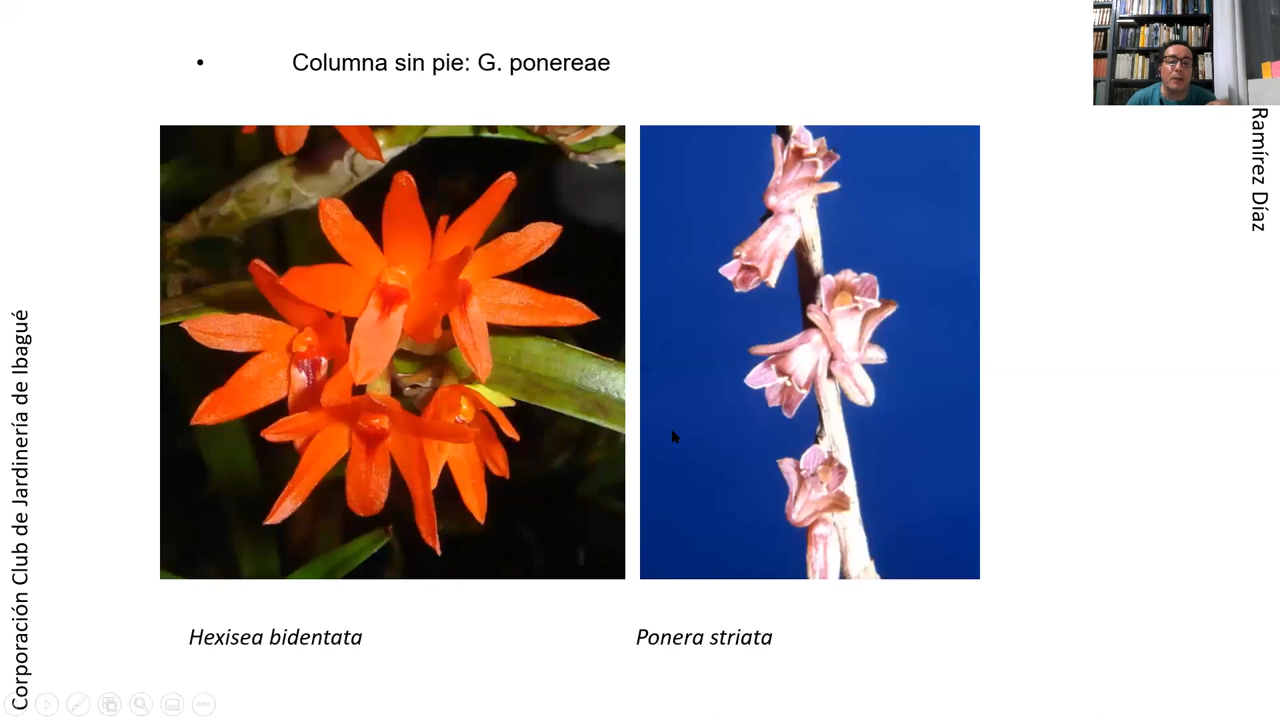 • Columna sin pie: G. ponereae
Ramírez Díaz
Corporación Club de Jardinería de Ibagué
Hexisea bidentata
Ponera striata